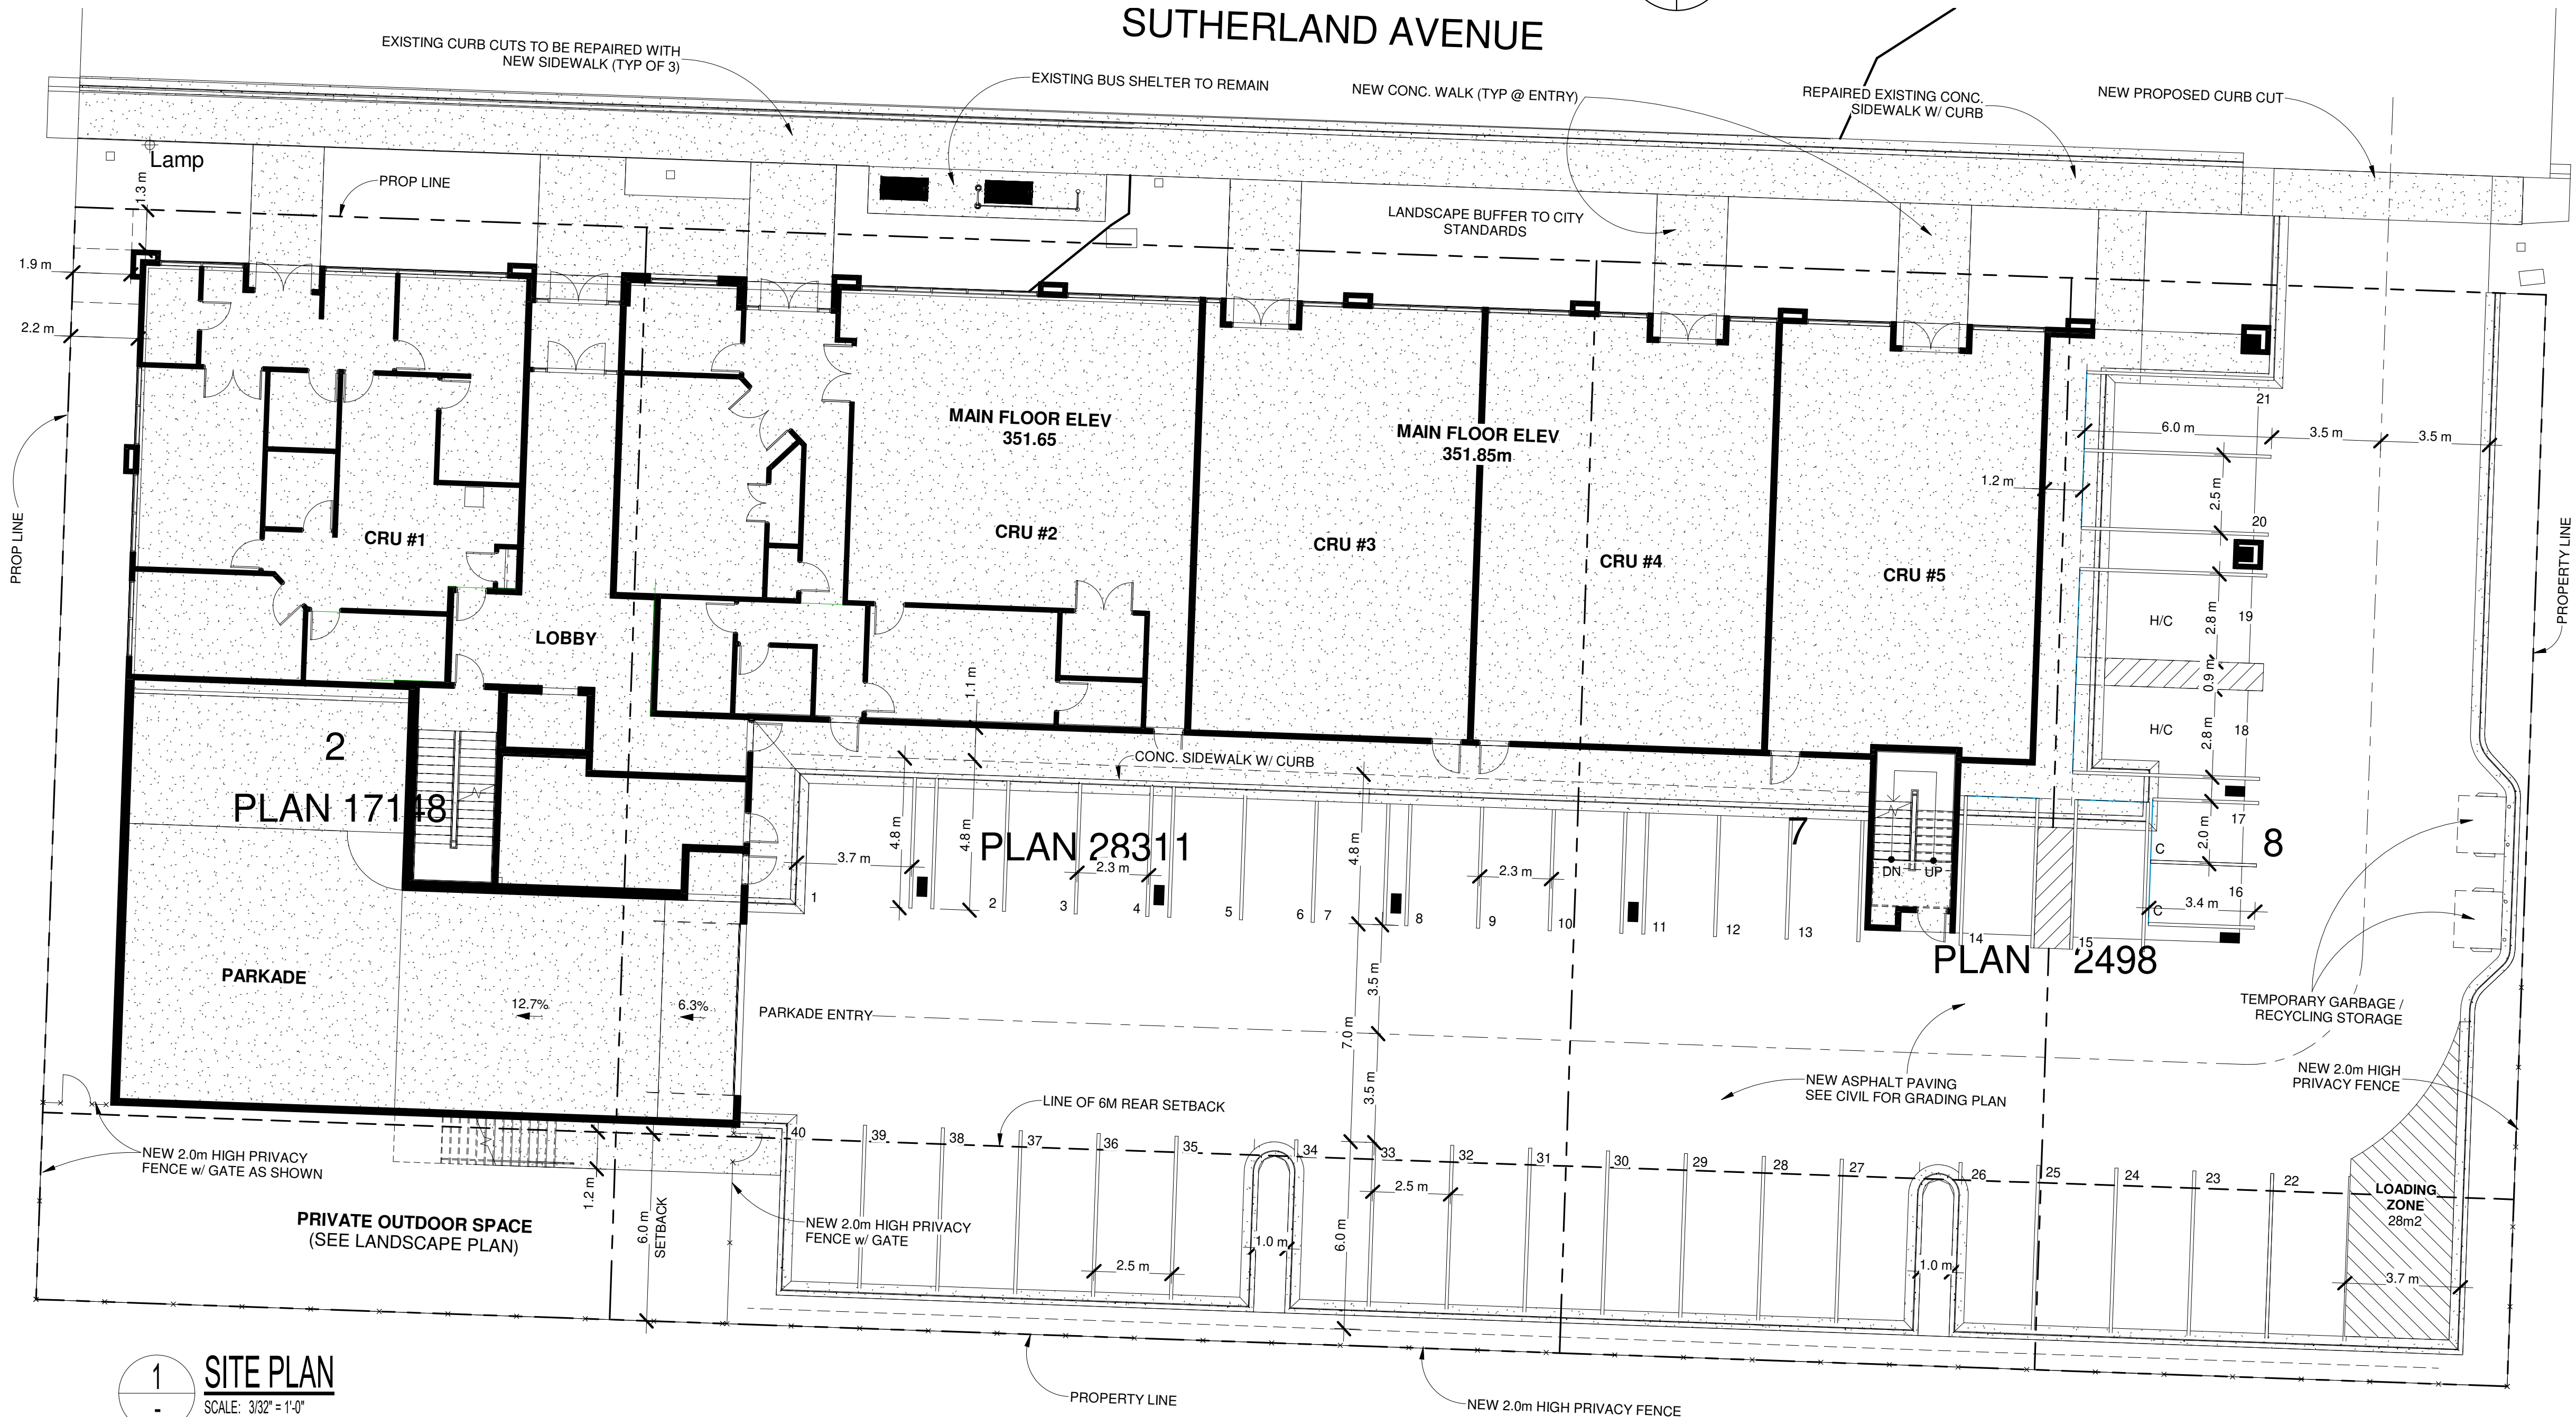 SUTHERLAND AVENUE
EXISTING CURB CUTS TO BE REPAIRED WITH
NEW SIDEWALK (TYP OF 3)
EXISTING BUS SHELTER TO REMAIN
NEW CONC. WALK (TYP @ ENTRY)
REPAIRED EXISTING CONC.
SIDEWALK W/ CURB
NEW PROPOSED CURB CUT
Lamp
1.3 m
PROP LINE
LANDSCAPE BUFFER TO CITY
STANDARDS
1.9 m
2.2 m
PROP LINE
MAIN FLOOR ELEV
351.65
MAIN FLOOR ELEV
351.85m
CRU #1
CRU #2
CRU #3
CRU #4
CRU #5
LOBBY
21
6.0 m
3.5 m
3.5 m
1.2 m
2.5 m
20
H/C
2.8 m
19
0.9 m
H/C
2.8 m
18
PROPERTY LINE
1.1 m
CONC. SIDEWALK W/ CURB
2
PLAN 17148
PLAN 28311
7
8
17
C
2.0 m
16
C
3.4 m
4.8 m
4.8 m
3.7 m
2.3 m
4.8 m
2.3 m
DN
UP
1
2
3
4
5
6
7
8
9
10
11
12
13
14
15
PLAN 2498
PARKADE
12.7%
6.3%
PARKADE ENTRY
3.5 m
7.0 m
3.5 m
TEMPORARY GARBAGE /
RECYCLING STORAGE
NEW ASPHALT PAVING
SEE CIVIL FOR GRADING PLAN
NEW 2.0m HIGH
PRIVACY FENCE
LINE OF 6M REAR SETBACK
NEW 2.0m HIGH PRIVACY
FENCE w/ GATE AS SHOWN
40
39
38
37
36
35
34
33
32
31
30
29
28
27
26
25
24
23
22
1.2 m
6.0 m
SETBACK
PRIVATE OUTDOOR SPACE
(SEE LANDSCAPE PLAN)
NEW 2.0m HIGH PRIVACY
FENCE w/ GATE
2.5 m
1.0 m
6.0 m
2.5 m
1.0 m
LOADING
ZONE
28m2
3.7 m
1
-
SITE PLAN
SCALE: 3/32" = 1'-0"
PROPERTY LINE
NEW 2.0m HIGH PRIVACY FENCE